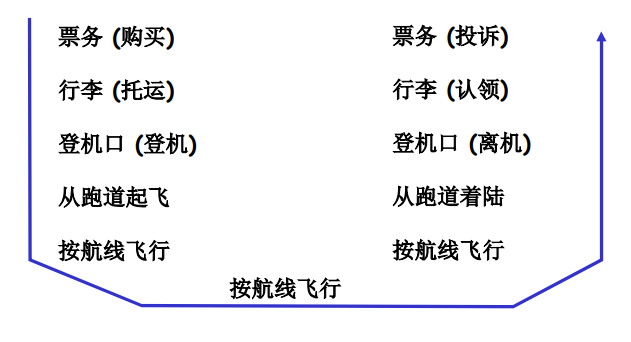 票务 (购买)
行李 (托运)
登机口 (登机)
从跑道起飞
按航线飞行
票务 (投诉)
行李 (认领)
登机口 (离机)
从跑道着陆
按航线飞行
按航线飞行